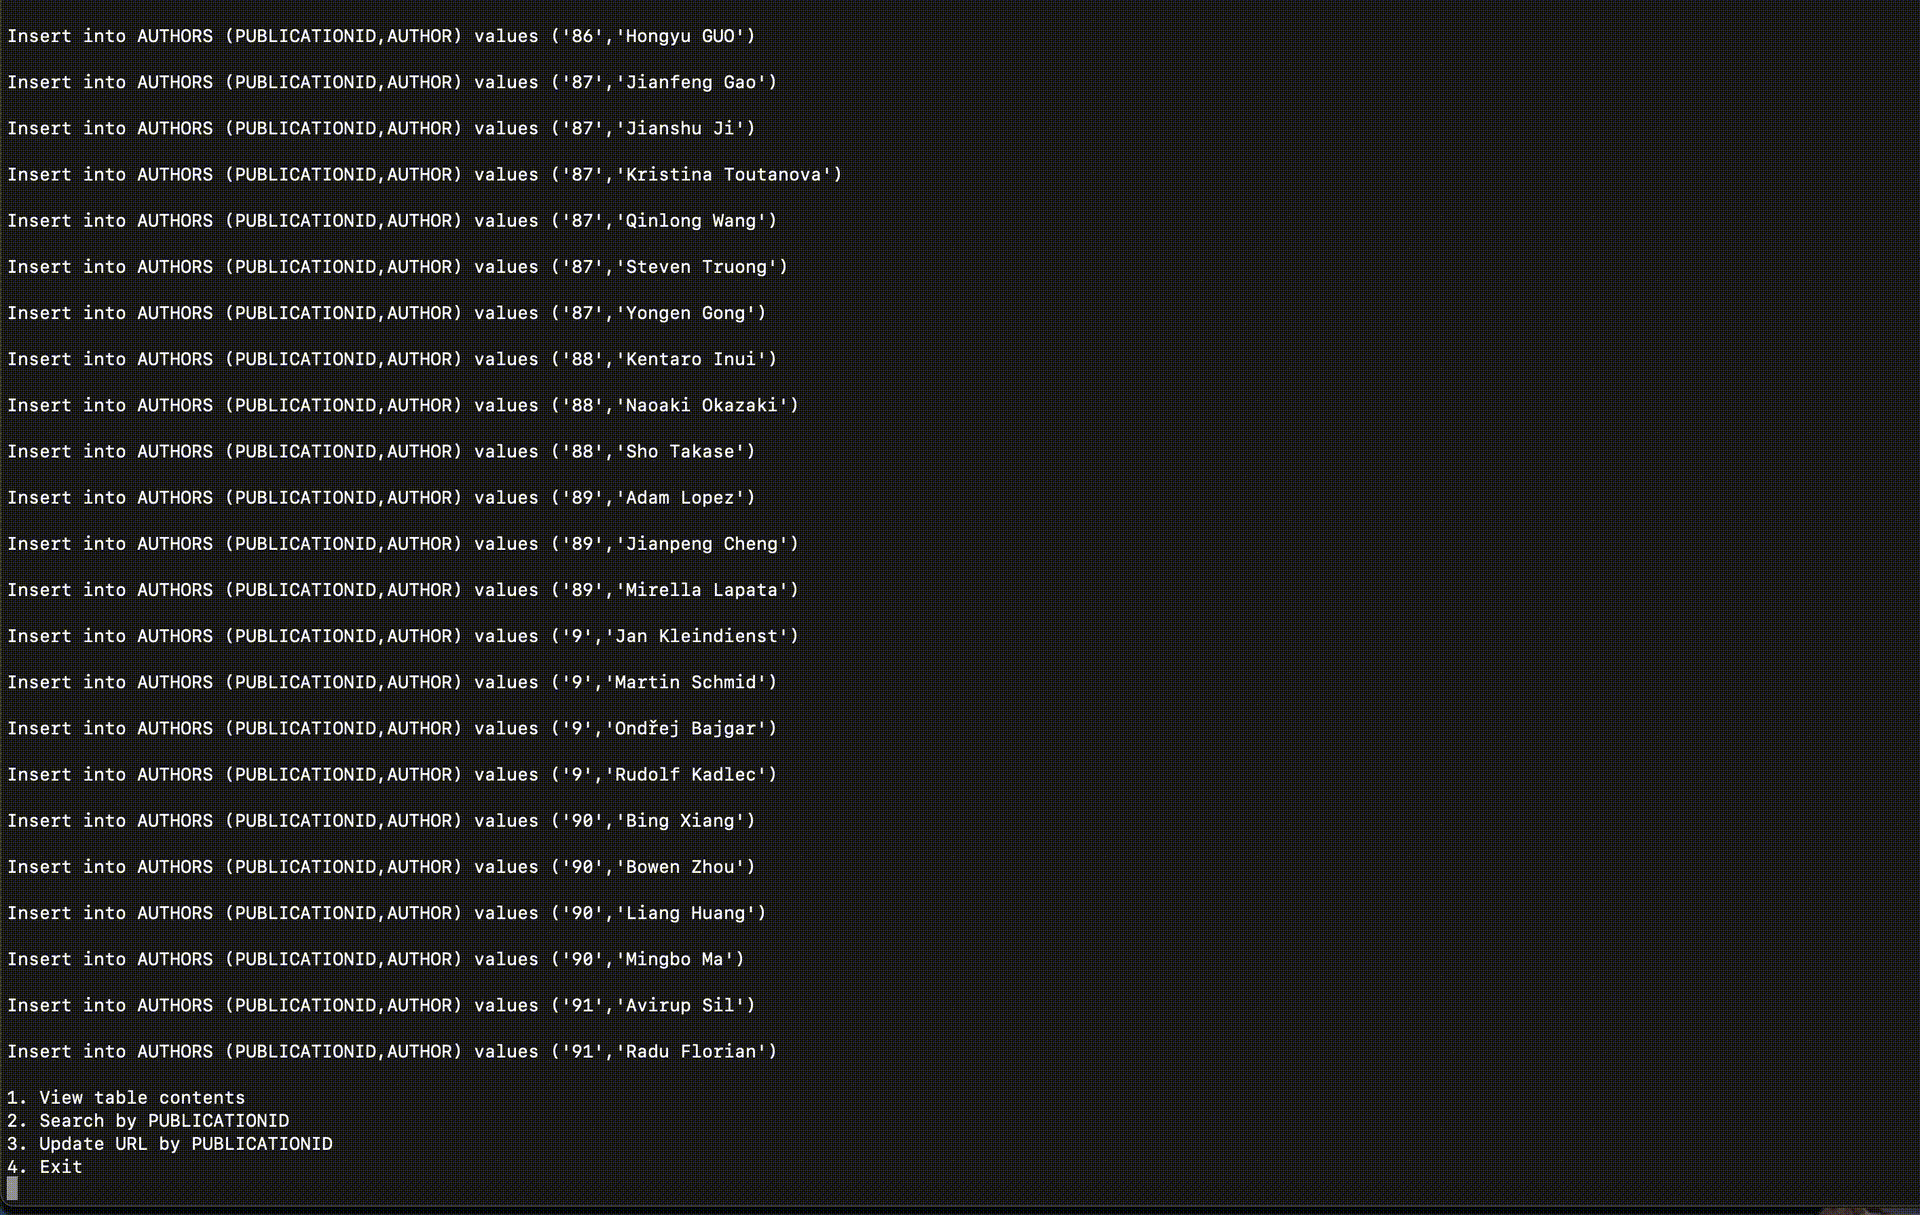 Insert into AUTHORS (PUBLICATIONID,AUTHOR) values ('86','Hongyu GUO')
Insert into AUTHORS (PUBLICATIONID,AUTHOR) values ('87','Jianfeng Gao')
Insert into AUTHORS (PUBLICATIONID,AUTHOR) values ('87','Jianshu Ji')
Insert into AUTHORS (PUBLICATIONID,AUTHOR) values ('87','Kristina Toutanova')
Insert into AUTHORS (PUBLICATIONID,AUTHOR) values ('87','Qinlong Wang')
Insert into AUTHORS (PUBLICATIONID,AUTHOR) values ('87','Steven Truong')
Insert into AUTHORS (PUBLICATIONID,AUTHOR) values ('87','Yongen Gong')
Insert into AUTHORS (PUBLICATIONID,AUTHOR) values ('88','Kentaro Inui')
Insert into AUTHORS (PUBLICATIONID,AUTHOR) values ('88','Naoaki Okazaki')
Insert into AUTHORS (PUBLICATIONID,AUTHOR) values ('88','Sho Takase')
Insert into AUTHORS (PUBLICATIONID,AUTHOR) values ('89','Adam Lopez')
Insert into AUTHORS (PUBLICATIONID,AUTHOR) values ('89','Jianpeng Cheng')
Insert into AUTHORS (PUBLICATIONID,AUTHOR) values ('89','Mirella Lapata')
Insert into AUTHORS (PUBLICATIONID,AUTHOR) values ('9','Jan Kleindienst')
Insert into AUTHORS (PUBLICATIONID,AUTHOR) values ('9','Martin Schmid')
Insert into AUTHORS (PUBLICATIONID,AUTHOR) values ('9','Ondřej Bajgar')
Insert into AUTHORS (PUBLICATIONID,AUTHOR) values ('9','Rudolf Kadlec')
Insert into AUTHORS (PUBLICATIONID,AUTHOR) values ('90','Bing Xiang')
Insert into AUTHORS (PUBLICATIONID,AUTHOR) values ('90','Bowen Zhou')
Insert into AUTHORS (PUBLICATIONID,AUTHOR) values ('90','Liang Huang')
Insert into AUTHORS (PUBLICATIONID,AUTHOR) values ('90','Mingbo Ma')
Insert into AUTHORS (PUBLICATIONID,AUTHOR) values ('91','Avirup Sil')
Insert into AUTHORS (PUBLICATIONID,AUTHOR) values ('91','Radu Florian')
1. View table contents
2. Search by PUBLICATIONID
3. Update URL by PUBLICATIONID
4. Exit